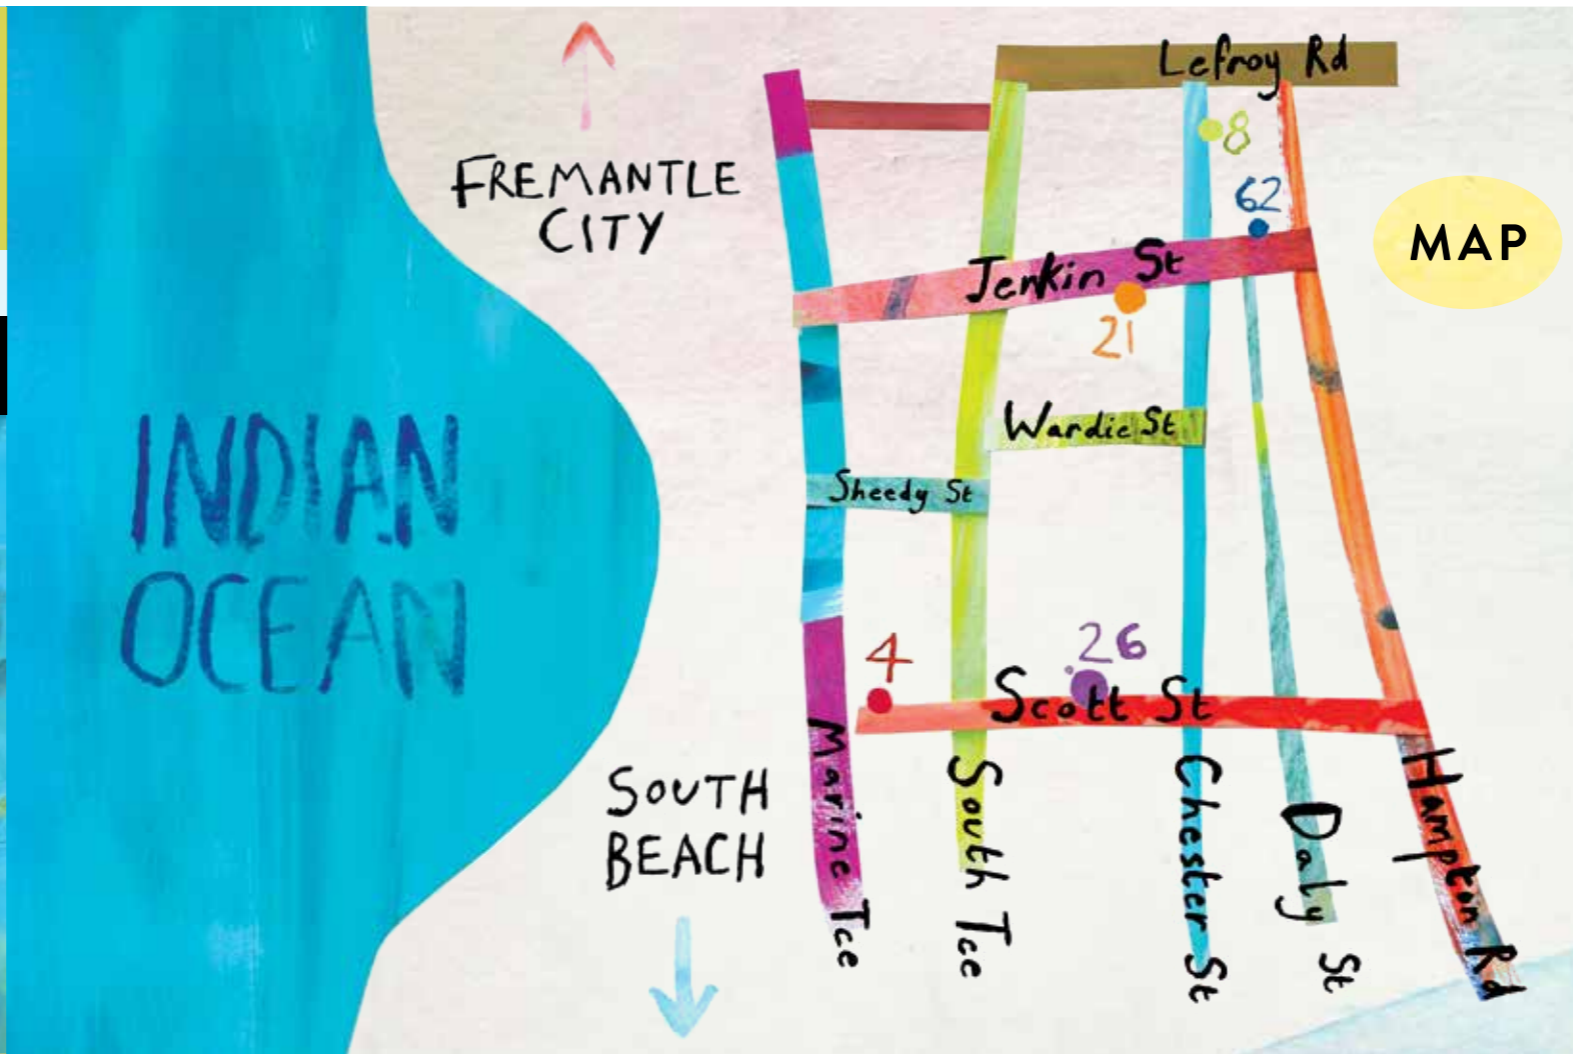 Lefroy Rd
8
62
FREMANTLE
CITY
MAP
Jenkin St
21
Wardie St
Sheedy St
INDIAN
OCEAN
4
26
Scott St
SOUTH
BEACH
Marine Tce
South Tce
Chester St
Daly St
Hampton Rd